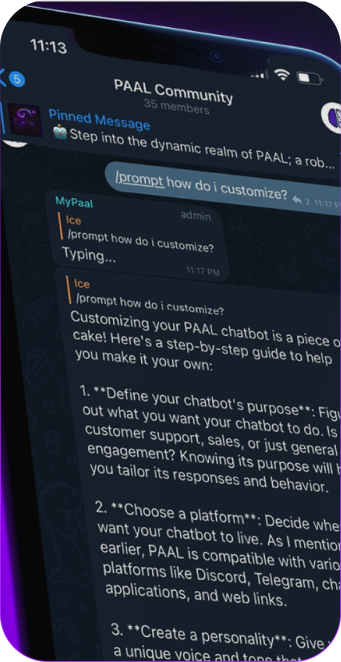 11:13
5
PAAL Community
35 members
Pinned Message
Step into the dynamic realm of PAAL; a rob...
/prompt how do i customize?
2 11:17 P
MyPaal admin
Ice
/prompt how do i customize?
Typing...
11:17 PM
Ice
/prompt how do i customize?
Customizing your PAAL chatbot is a piece o
cake! Here's a step-by-step guide to help
you make it your own:
1. **Define your chatbot's purpose**: Figu
out what you want your chatbot to do. Is
customer support, sales, or just general
engagement? Knowing its purpose will h
you tailor its responses and behavior.
2. **Choose a platform**: Decide whe
want your chatbot to live. As I mentio
earlier, PAAL is compatible with vario
platforms like Discord, Telegram, cha
applications, and web links.
3. **Create a personality**: Give
a unique voice and tone that